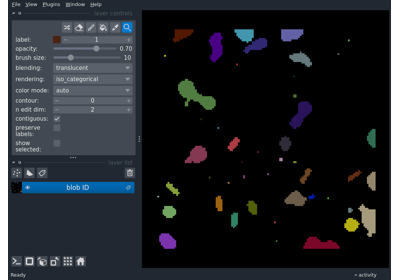 File View Plugins Window Help
layer controls
label: 1
opacity: 0.70
brush size: 10
blending: translucent
rendering: iso_categorical
color mode: auto
contour: 0
n edit dim: 2
contiguous:
preserve
labels:
show
selected:
layer list
blob ID
Ready
activity